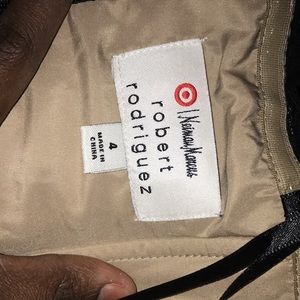 Neiman Marcus
robert
rodriguez
4
MADE IN
CHINA